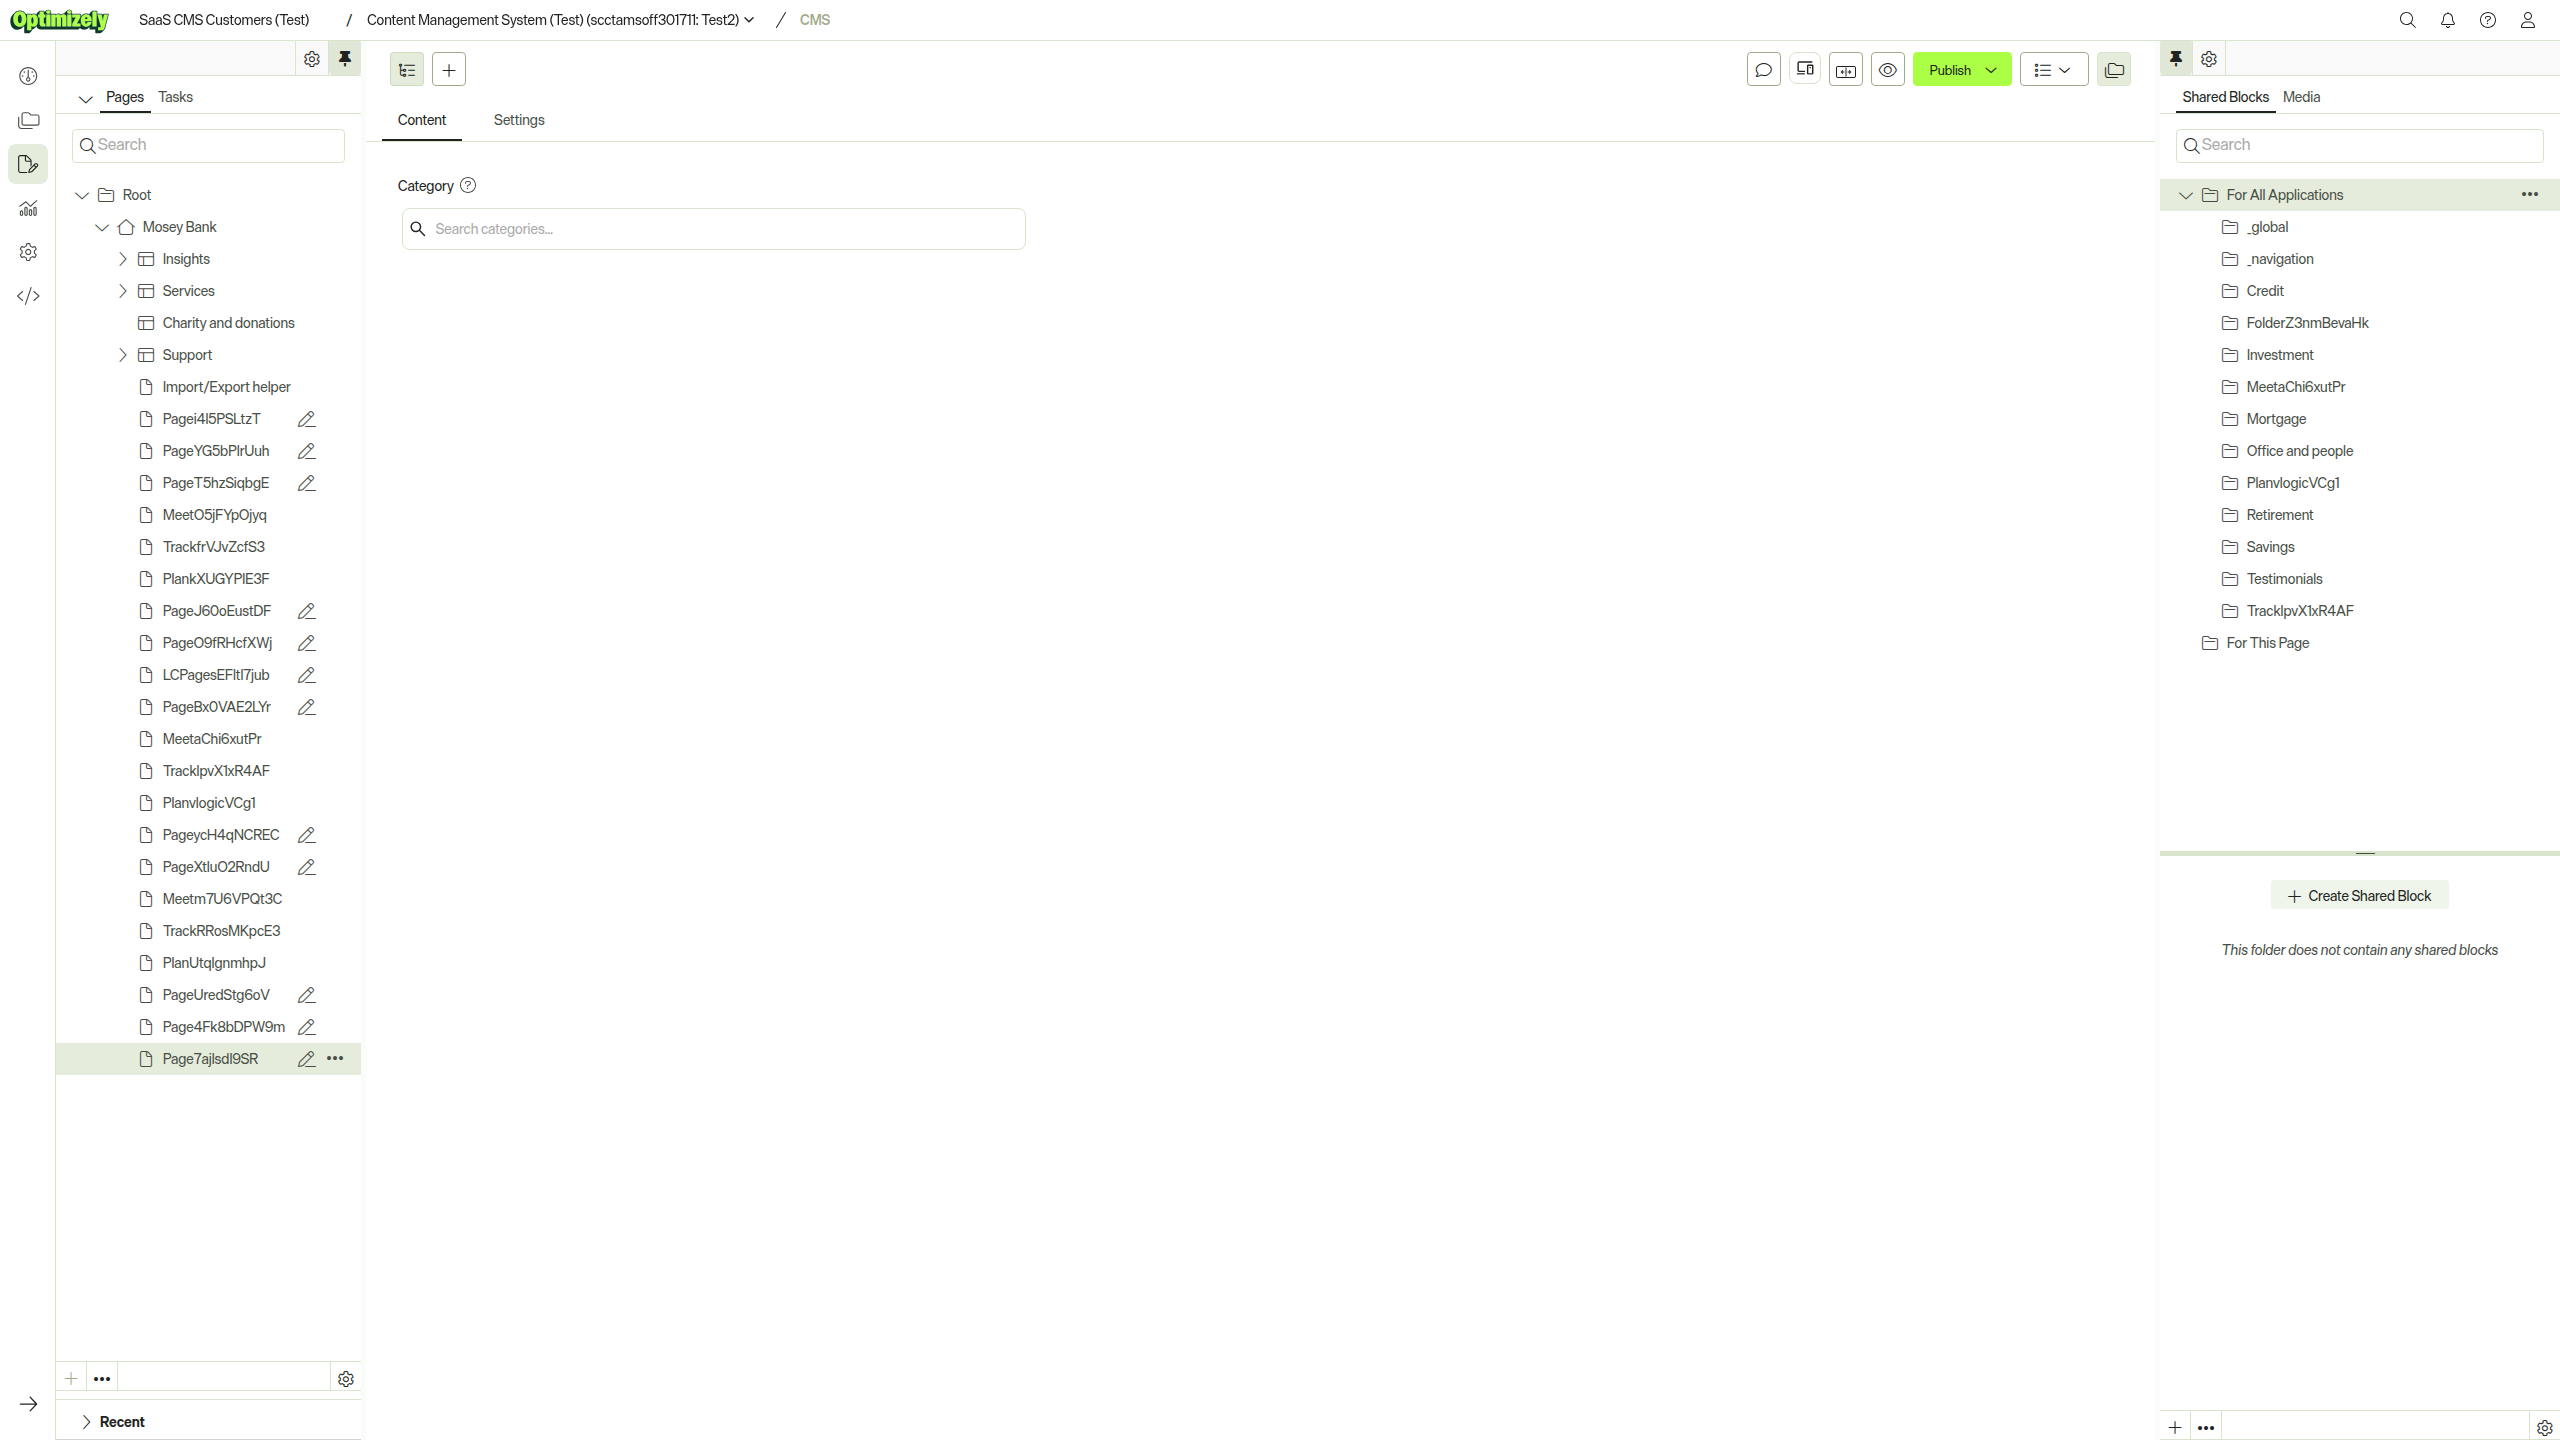 Optimizely
SaaS CMS Customers (Test) / Content Management System (Test) (scctamsoff301711: Test2) / CMS
Pages Tasks
Search
Root
Mosey Bank
Insights
Services
Charity and donations
Support
Import/Export helper
Pagei4l5PSLtzT
PageYG5bPlrUuh
PageT5hzSiqbgE
MeetO5jFYpOjyq
TrackfrVJvZcfS3
PlankXUGYPlE3F
PageJ60oEustDF
PageO9fRHcfXWj
LCPagesEFltI7jub
PageBx0VAE2LYr
MeetaChi6xutPr
TrackIpvX1xR4AF
PlanvlogicVCg1
PageycH4qNCREC
PageXtluO2RndU
Meetm7U6VPQt3C
TrackRRosMKpcE3
PlanUtqlgnmhpJ
PageUredStg6oV
Page4Fk8bDPW9m
Page7ajlsdl9SR
Recent
Publish
Content Settings
Category ?
Search categories...
Shared Blocks Media
Search
For All Applications
_global
_navigation
Credit
FolderZ3nmBevaHk
Investment
MeetaChi6xutPr
Mortgage
Office and people
PlanvlogicVCg1
Retirement
Savings
Testimonials
TrackIpvX1xR4AF
For This Page
Create Shared Block
This folder does not contain any shared blocks